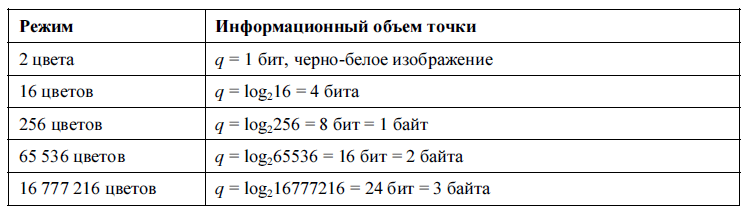 Режим Информационный объем точки
2 цвета q = 1 бит, черно-белое изображение
16 цветов q = log₂16 = 4 бита
256 цветов q = log₂256 = 8 бит = 1 байт
65 536 цветов q = log₂65536 = 16 бит = 2 байта
16 777 216 цветов q = log₂16777216 = 24 бит = 3 байта